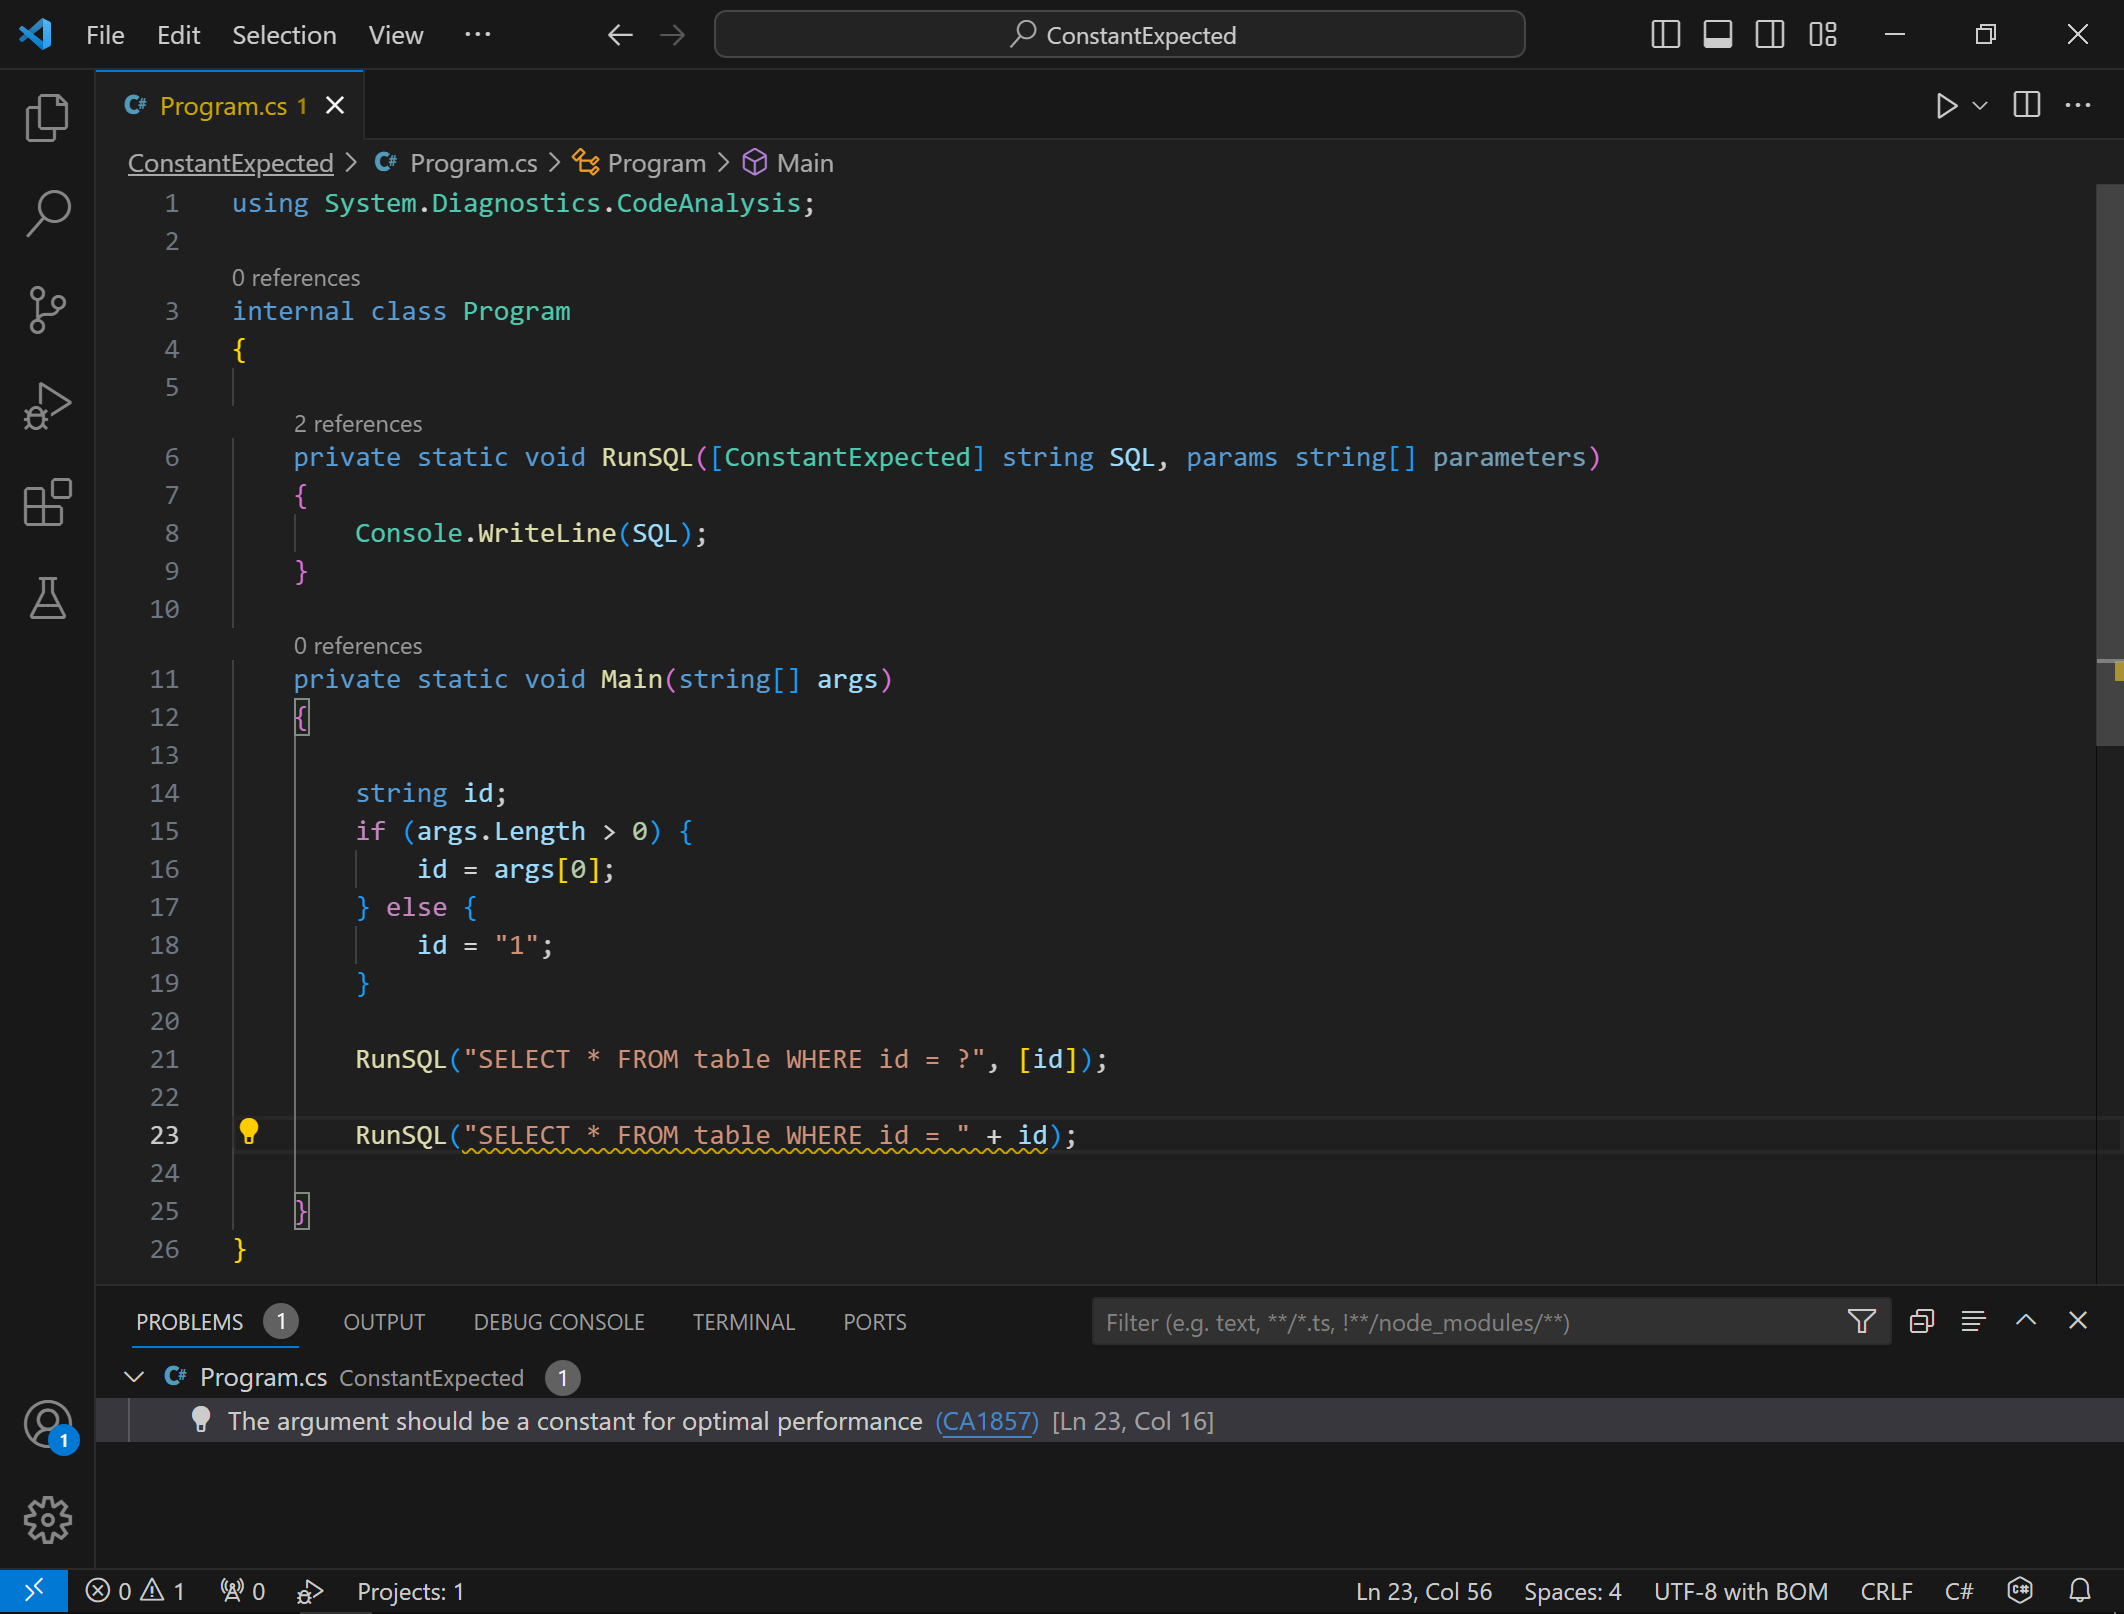 File Edit Selection View ··· ConstantExpected
C# Program.cs 1
ConstantExpected > C# Program.cs > Program > Main
1 using System.Diagnostics.CodeAnalysis;
2
0 references
3 internal class Program
4 {
5
2 references
6 private static void RunSQL([ConstantExpected] string SQL, params string[] parameters)
7 {
8 Console.WriteLine(SQL);
9 }
10
0 references
11 private static void Main(string[] args)
12 {
13
14 string id;
15 if (args.Length > 0) {
16 id = args[0];
17 } else {
18 id = "1";
19 }
20
21 RunSQL("SELECT * FROM table WHERE id = ?", [id]);
22
23 RunSQL("SELECT * FROM table WHERE id = " + id);
24
25 }
26 }
PROBLEMS 1 OUTPUT DEBUG CONSOLE TERMINAL PORTS Filter (e.g. text, **/*.ts, !**/node_modules/**)
C# Program.cs ConstantExpected 1
The argument should be a constant for optimal performance (CA1857) [Ln 23, Col 16]
1
0 1 0 Projects: 1 Ln 23, Col 56 Spaces: 4 UTF-8 with BOM CRLF C# C#